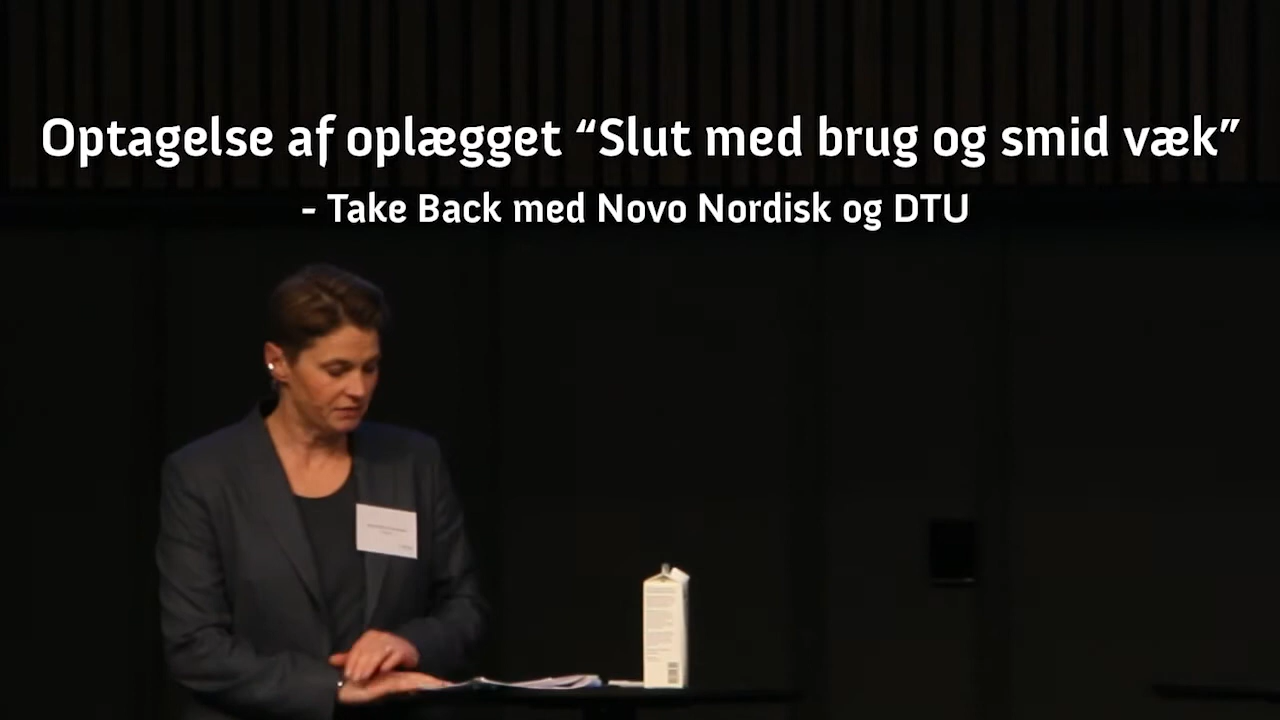 Optagelse af oplægget “Slut med brug og smid væk”
- Take Back med Novo Nordisk og DTU